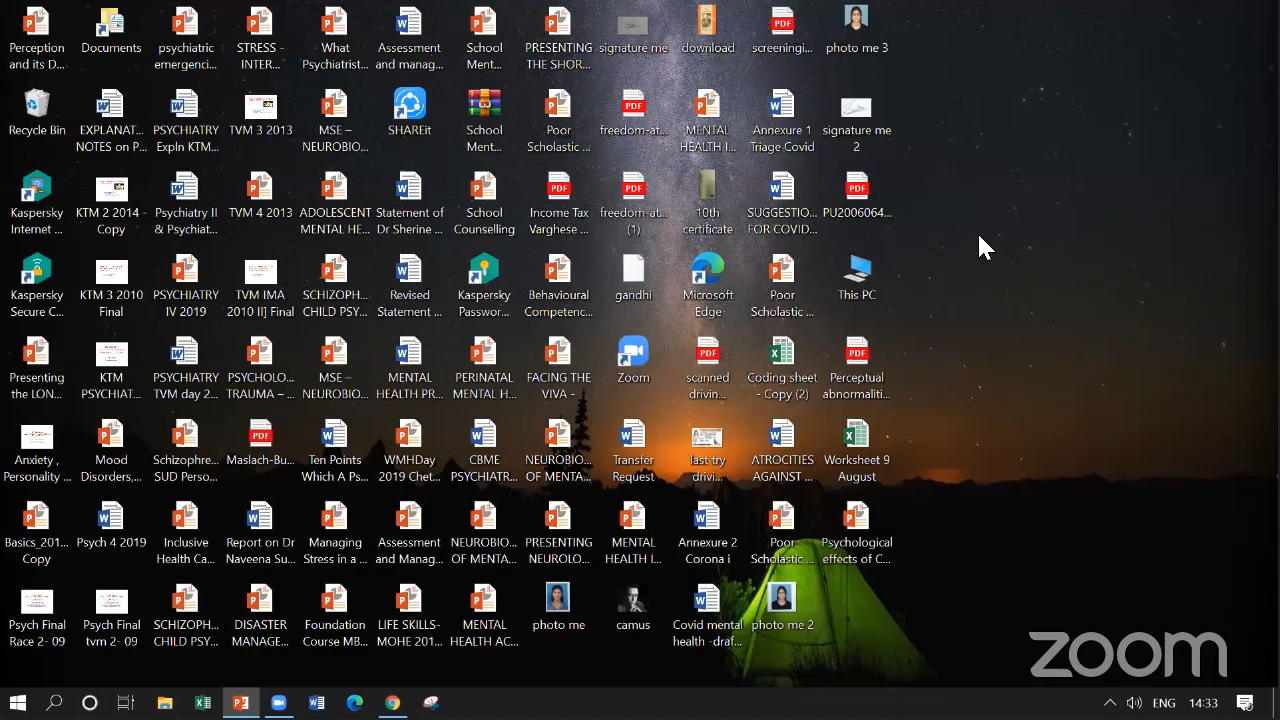 Perception
and its D...
Documents
psychiatric
emergenci...
STRESS -
INTER...
What
Psychiatrist...
Assessment
and manag...
School
Ment...
PRESENTING
THE SHOR...
signature me
download
screeningi...
photo me 3
Recycle Bin
EXPLANAT...
NOTES on P...
PSYCHIATRY
Expln KTM...
TVM 3 2013
MSE –
NEUROBIO...
SHAREit
School
Ment...
Poor
Scholastic ...
freedom-at...
MENTAL
HEALTH I...
Annexure 1
Triage Covid
signature me
2
Kaspersky
Internet ...
KTM 2 2014 -
Copy
Psychiatry II
& Psychiat...
TVM 4 2013
ADOLESCENT
MENTAL HE...
Statement of
Dr Sherine ...
School
Counselling
Income Tax
Varghese ...
freedom-at...
(1)
10th
certificate
SUGGESTIO...
FOR COVID...
PU2006064...
Kaspersky
Secure C...
KTM 3 2010
Final
PSYCHIATRY
IV 2019
TVM IMA
2010 II] Final
SCHIZOPH...
CHILD PSY...
Revised
Statement ...
Kaspersky
Passwor...
Behavioural
Competenc...
gandhi
Microsoft
Edge
Poor
Scholastic ...
This PC
Presenting
the LON...
KTM
PSYCHIAT...
PSYCHIATRY
TVM day 2...
PSYCHOLO...
TRAUMA – ...
MSE –
NEUROBIO...
MENTAL
HEALTH PR...
PERINATAL
MENTAL H...
FACING THE
VIVA -
Zoom
scanned
drivin...
Coding sheet
- Copy (2)
Perceptual
abnormaliti...
Anxiety ,
Personality ...
Mood
Disorders,...
Schizophre...
SUD Perso...
Maslach-Bu...
Ten Points
Which A Ps...
WMHDay
2019 Chet...
CBME
PSYCHIATR...
NEUROBIO...
OF MENTA...
Transfer
Request
last try
drivi...
ATROCITIES
AGAINST ...
Worksheet 9
August
Basics_201...
Copy
Psych 4 2019
Inclusive
Health Ca...
Report on Dr
Naveena Su...
Managing
Stress in a ...
Assessment
and Manag...
NEUROBIO...
OF MENTA...
PRESENTING
NEUROLO...
MENTAL
HEALTH I...
Annexure 2
Corona i
Poor
Scholastic ...
Psychological
effects of C...
Psych Final
Race 2- 09
Psych Final
tvm 2- 09
SCHIZOPH...
CHILD PSY...
DISASTER
MANAGE...
Foundation
Course MB...
LIFE SKILLS-
MOHE 201...
MENTAL
HEALTH AC...
photo me
camus
Covid mental
health -draf...
photo me 2
zoom
ENG
14:33